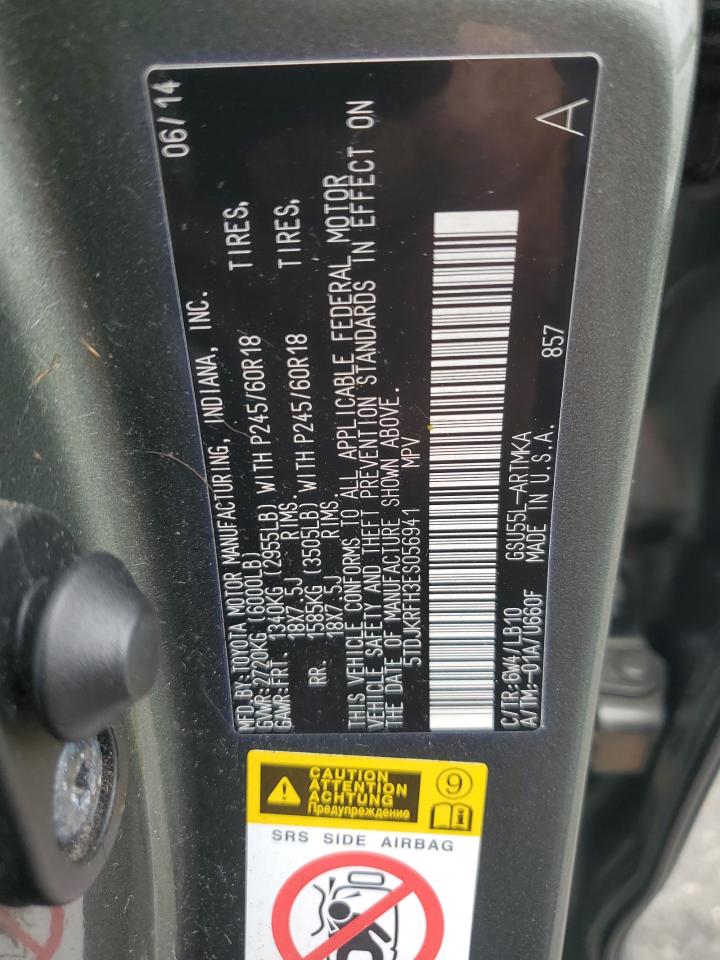 MFD.BY:TOYOTA MOTOR MANUFACTURING, INDIANA, INC. 06/14
GVWR:2720KG (6000LB)
GAWR:FRT. 1340KG (2955LB) WITH P245/60R18 TIRES,
18X7.5J RIMS
RR. 1585KG (3505LB) WITH P245/60R18 TIRES,
18X7.5J RIMS
THIS VEHICLE CONFORMS TO ALL APPLICABLE FEDERAL MOTOR
VEHICLE SAFETY AND THEFT PREVENTION STANDARDS IN EFFECT ON
THE DATE OF MANUFACTURE SHOWN ABOVE.
5TDJKRFH3ES056941 MPV
C/TR:6W4/LB10 GSU55L-ARTMKA 857 A
A/TM:-01A/U660F MADE IN U.S.A.
CAUTION
ATTENTION
ACHTUNG
Предупреждение
9
i
SRS SIDE AIRBAG